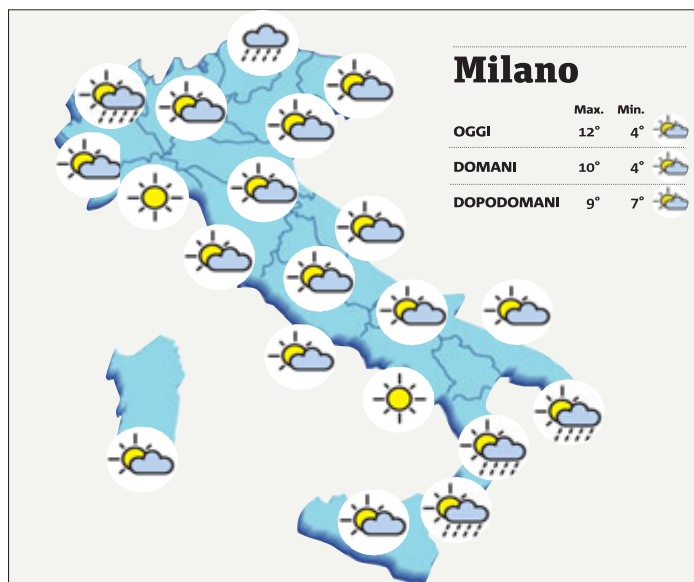 Milano
Max. Min.
OGGI 12° 4°
DOMANI 10° 4°
DOPODOMANI 9° 7°